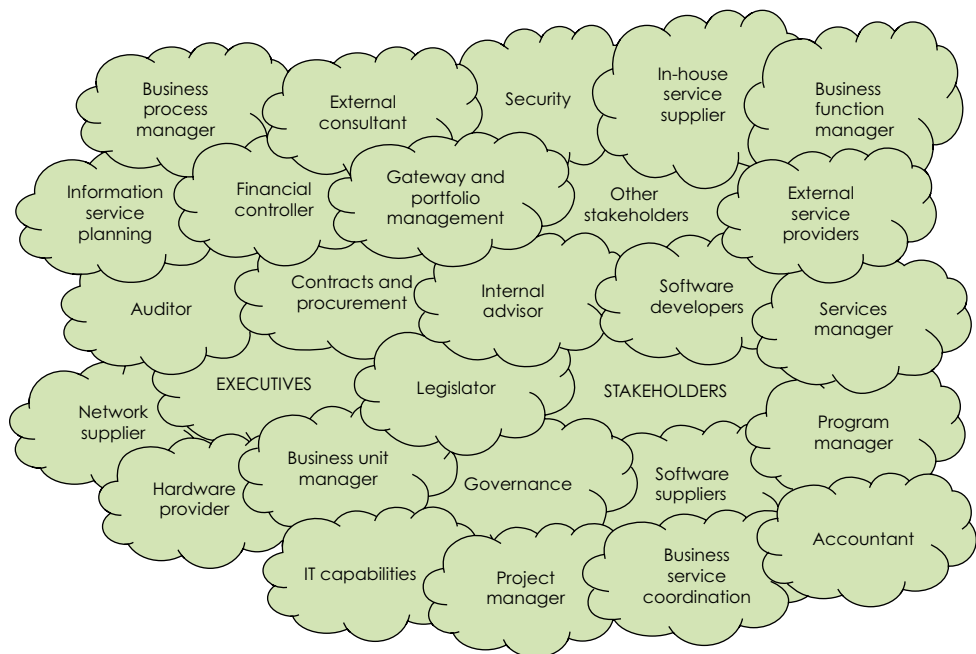 Business
process
manager
External
consultant
Security
In-house
service
supplier
Business
function
manager
Information
service
planning
Financial
controller
Gateway and
portfolio
management
Other
stakeholders
External
service
providers
Auditor
Contracts and
procurement
Internal
advisor
Software
developers
Services
manager
EXECUTIVES
Legislator
STAKEHOLDERS
Network
supplier
Program
manager
Hardware
provider
Business unit
manager
Governance
Software
suppliers
Accountant
IT capabilities
Project
manager
Business
service
coordination